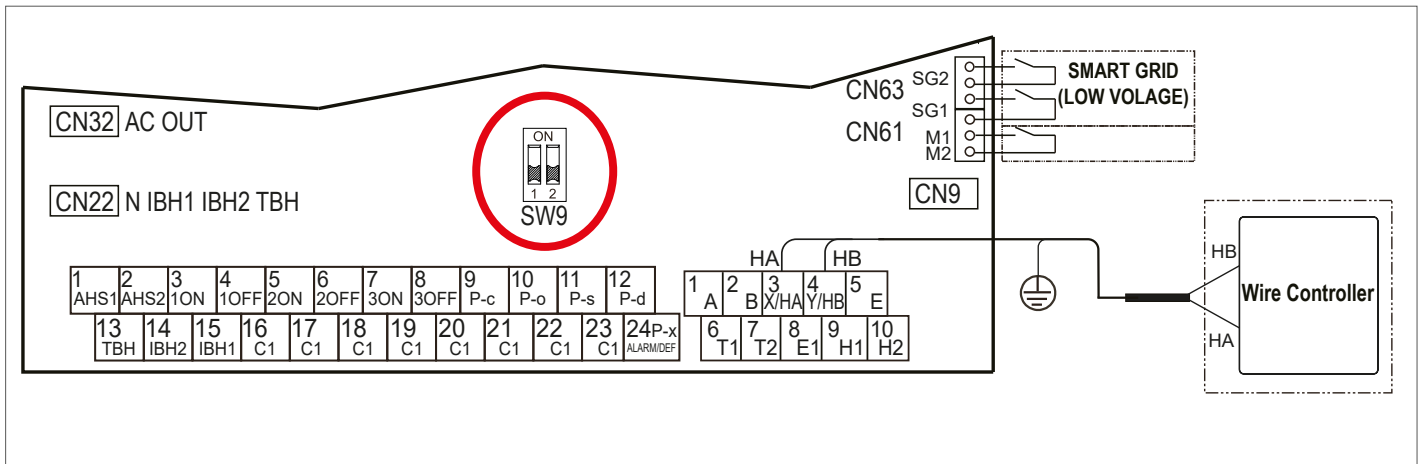 CN32 AC OUT
CN22 N IBH1 IBH2 TBH
ON
1 2
SW9
CN63 SG2
SG1
CN61 M1
M2
SMART GRID
(LOW VOLAGE)
CN9
HA HB
HB
Wire Controller
HA
1 AHS1 2 AHS2 3 1ON 4 1OFF 5 2ON 6 2OFF 7 3ON 8 3OFF 9 P-c 10 P-o 11 P-s 12 P-d
13 TBH 14 IBH2 15 IBH1 16 C1 17 C1 18 C1 19 C1 20 C1 21 C1 22 C1 23 C1 24 P-x ALARM/DEF
1 A 2 B 3 X/HA 4 Y/HB 5 E
6 T1 7 T2 8 E1 9 H1 10 H2